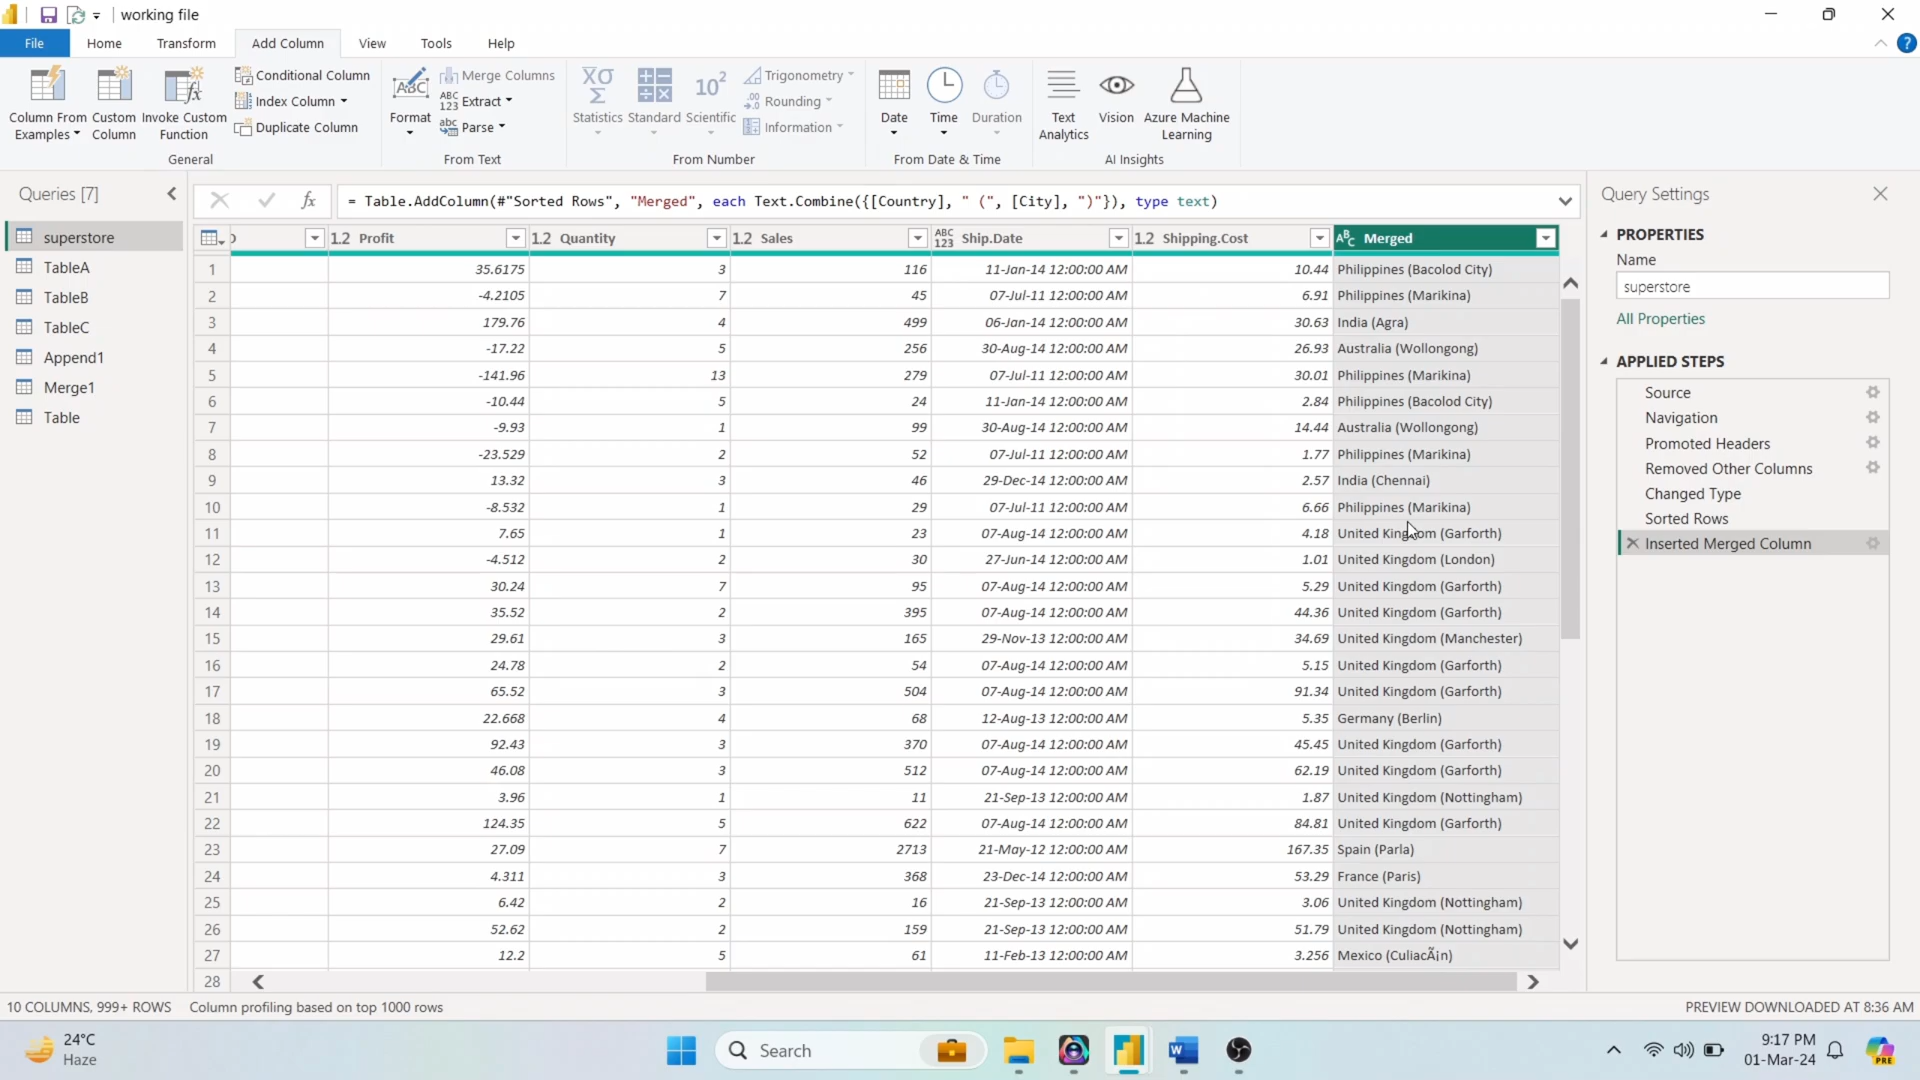 working file
File Home Transform Add Column View Tools Help
Column From Examples
Custom Column
Invoke Custom Function
Conditional Column
Index Column
Duplicate Column
General
Format
Merge Columns
Extract
Parse
From Text
Statistics
Standard
Scientific
Trigonometry
Rounding
Information
From Number
Date
Time
Duration
From Date & Time
Text Analytics
Vision
Azure Machine Learning
AI Insights
Queries [7]
superstore
TableA
TableB
TableC
Append1
Merge1
Table
= Table.AddColumn(#"Sorted Rows", "Merged", each Text.Combine({[Country], " (", [City], ")"}), type text)
1.2 Profit 1.2 Quantity 1.2 Sales ABC 123 Ship.Date 1.2 Shipping.Cost ABC Merged
1 35.6175 3 116 11-Jan-14 12:00:00 AM 10.44 Philippines (Bacolod City)
2 -4.2105 7 45 07-Jul-11 12:00:00 AM 6.91 Philippines (Marikina)
3 179.76 4 499 06-Jan-14 12:00:00 AM 30.63 India (Agra)
4 -17.22 5 256 30-Aug-14 12:00:00 AM 26.93 Australia (Wollongong)
5 -141.96 13 279 07-Jul-11 12:00:00 AM 30.01 Philippines (Marikina)
6 -10.44 5 24 11-Jan-14 12:00:00 AM 2.84 Philippines (Bacolod City)
7 -9.93 1 99 30-Aug-14 12:00:00 AM 14.44 Australia (Wollongong)
8 -23.529 2 52 07-Jul-11 12:00:00 AM 1.77 Philippines (Marikina)
9 13.32 3 46 29-Dec-14 12:00:00 AM 2.57 India (Chennai)
10 -8.532 1 29 07-Jul-11 12:00:00 AM 6.66 Philippines (Marikina)
11 7.65 1 23 07-Aug-14 12:00:00 AM 4.18 United Kingdom (Garforth)
12 -4.512 2 30 27-Jun-14 12:00:00 AM 1.01 United Kingdom (London)
13 30.24 7 95 07-Aug-14 12:00:00 AM 5.29 United Kingdom (Garforth)
14 35.52 2 395 07-Aug-14 12:00:00 AM 44.36 United Kingdom (Garforth)
15 29.61 3 165 29-Nov-13 12:00:00 AM 34.69 United Kingdom (Manchester)
16 24.78 2 54 07-Aug-14 12:00:00 AM 5.15 United Kingdom (Garforth)
17 65.52 3 504 07-Aug-14 12:00:00 AM 91.34 United Kingdom (Garforth)
18 22.668 4 68 12-Aug-13 12:00:00 AM 5.35 Germany (Berlin)
19 92.43 3 370 07-Aug-14 12:00:00 AM 45.45 United Kingdom (Garforth)
20 46.08 3 512 07-Aug-14 12:00:00 AM 62.19 United Kingdom (Garforth)
21 3.96 1 11 21-Sep-13 12:00:00 AM 1.87 United Kingdom (Nottingham)
22 124.35 5 622 07-Aug-14 12:00:00 AM 84.81 United Kingdom (Garforth)
23 27.09 7 2713 21-May-12 12:00:00 AM 167.35 Spain (Parla)
24 4.311 3 368 23-Dec-14 12:00:00 AM 53.29 France (Paris)
25 6.42 2 16 21-Sep-13 12:00:00 AM 3.06 United Kingdom (Nottingham)
26 52.62 2 159 21-Sep-13 12:00:00 AM 51.79 United Kingdom (Nottingham)
27 12.2 5 61 11-Feb-13 12:00:00 AM 3.256 Mexico (CuliacÃ¡n)
28
Query Settings
PROPERTIES
Name
superstore
All Properties
APPLIED STEPS
Source
Navigation
Promoted Headers
Removed Other Columns
Changed Type
Sorted Rows
Inserted Merged Column
10 COLUMNS, 999+ ROWS Column profiling based on top 1000 rows PREVIEW DOWNLOADED AT 8:36 AM
24°C
Haze
Search
9:17 PM
01-Mar-24
PRE